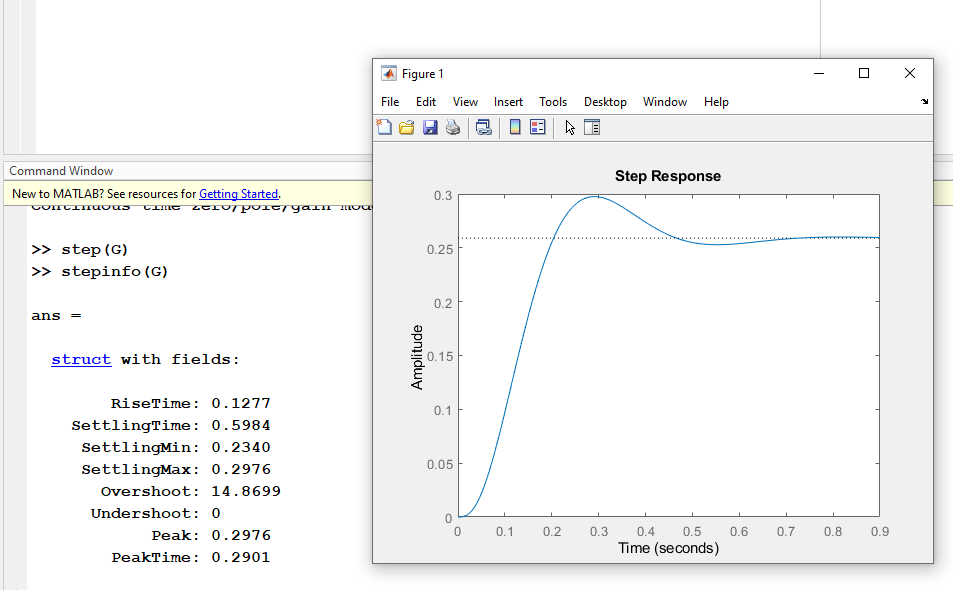 Figure 1
File Edit View Insert Tools Desktop Window Help
Command Window
New to MATLAB? See resources for Getting Started.
Continuous-time zero/pole/gain
>> step(G)
>> stepinfo(G)
ans =
struct with fields:
RiseTime: 0.1277
SettlingTime: 0.5984
SettlingMin: 0.2340
SettlingMax: 0.2976
Overshoot: 14.8699
Undershoot: 0
Peak: 0.2976
PeakTime: 0.2901
Step Response
Amplitude
0.3
0.25
0.2
0.15
0.1
0.05
0
0 0.1 0.2 0.3 0.4 0.5 0.6 0.7 0.8 0.9
Time (seconds)